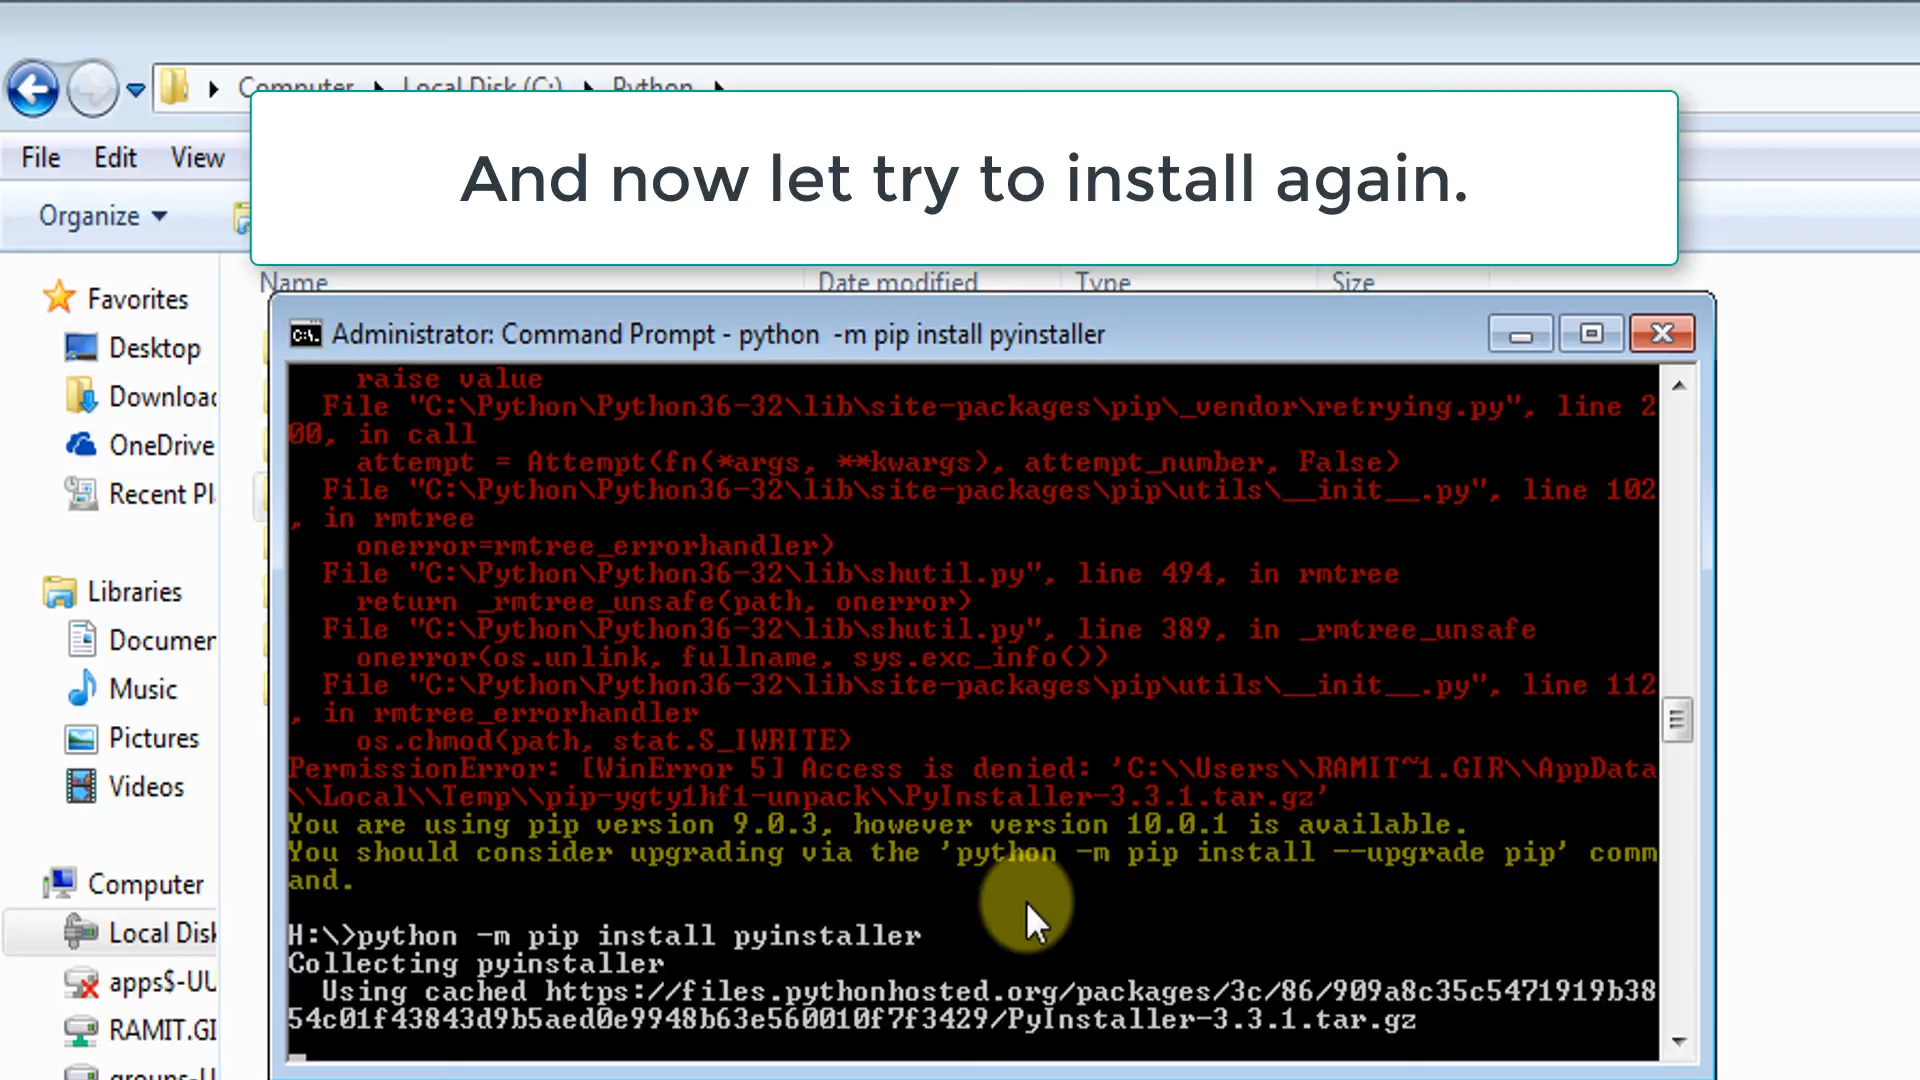 Computer Local Disk (C:) Python
And now let try to install again.
File Edit View
Organize
Name Date modified Type Size
Favorites
Desktop
Downloac
OneDrive
Recent Pl
Libraries
Documen
Music
Pictures
Videos
Computer
Local Disk
apps$-UU
RAMIT.GI
groups-U
Administrator: Command Prompt - python -m pip install pyinstaller
raise value
File "C:\Python\Python36-32\lib\site-packages\pip\_vendor\retrying.py", line 2
00, in call
attempt = Attempt(fn(*args, **kwargs), attempt_number, False)
File "C:\Python\Python36-32\lib\site-packages\pip\utils\__init__.py", line 102
, in rmtree
onerror=rmtree_errorhandler)
File "C:\Python\Python36-32\lib\shutil.py", line 494, in rmtree
return _rmtree_unsafe(path, onerror)
File "C:\Python\Python36-32\lib\shutil.py", line 389, in _rmtree_unsafe
onerror(os.unlink, fullname, sys.exc_info())
File "C:\Python\Python36-32\lib\site-packages\pip\utils\__init__.py", line 112
, in rmtree_errorhandler
os.chmod(path, stat.S_IWRITE)
PermissionError: [WinError 5] Access is denied: 'C:\\Users\\RAMIT~1.GIR\\AppData
\\Local\\Temp\\pip-ygty1hf1-unpack\\PyInstaller-3.3.1.tar.gz'
You are using pip version 9.0.3, however version 10.0.1 is available.
You should consider upgrading via the 'python -m pip install --upgrade pip' comm
and.
H:\>python -m pip install pyinstaller
Collecting pyinstaller
Using cached https://files.pythonhosted.org/packages/3c/86/909a8c35c5471919b38
54c01f43843d9b5aed0e9948b63e560010f7f3429/PyInstaller-3.3.1.tar.gz